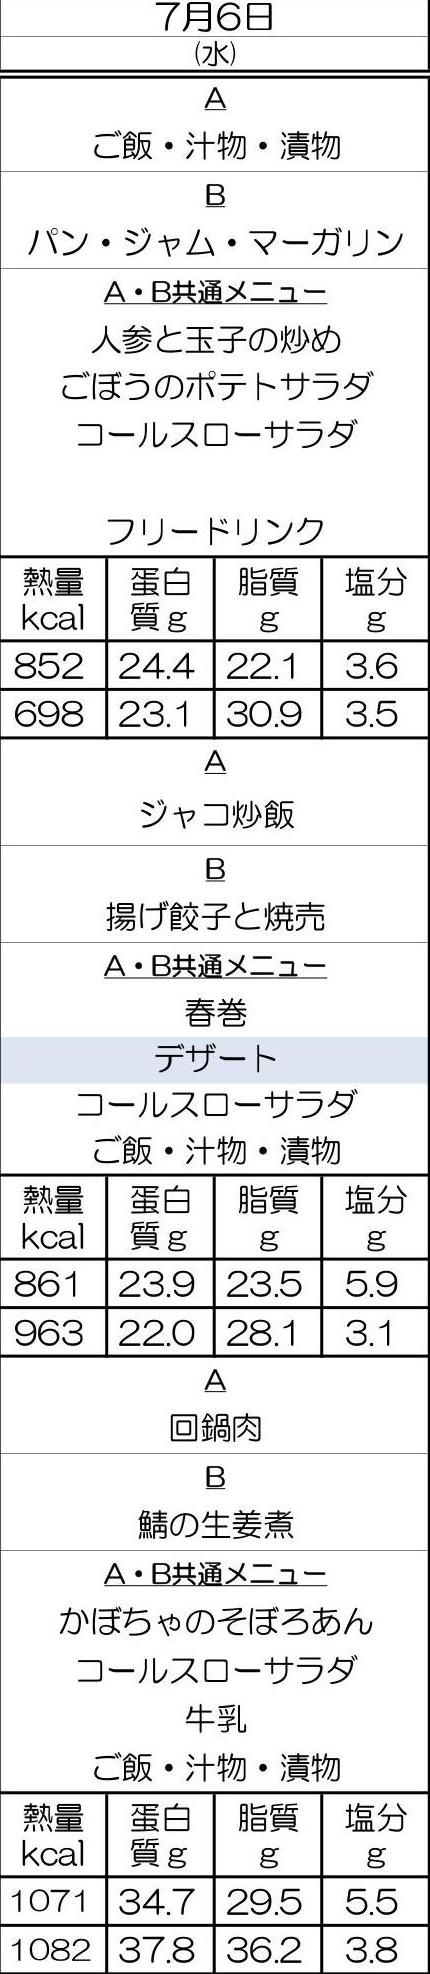 7月6日
(水)
A
ご飯・汁物・漬物
B
パン・ジャム・マーガリン
A・B共通メニュー
人参と玉子の炒め
ごぼうのポテトサラダ
コールスローサラダ
フリードリンク
熱量 蛋白 脂質 塩分
kcal 質g g g
852 24.4 22.1 3.6
698 23.1 30.9 3.5
A
ジャコ炒飯
B
揚げ餃子と焼売
A・B共通メニュー
春巻
デザート
コールスローサラダ
ご飯・汁物・漬物
熱量 蛋白 脂質 塩分
kcal 質g g g
861 23.9 23.5 5.9
963 22.0 28.1 3.1
A
回鍋肉
B
鯖の生姜煮
A・B共通メニュー
かぼちゃのそぼろあん
コールスローサラダ
牛乳
ご飯・汁物・漬物
熱量 蛋白 脂質 塩分
kcal 質g g g
1071 34.7 29.5 5.5
1082 37.8 36.2 3.8